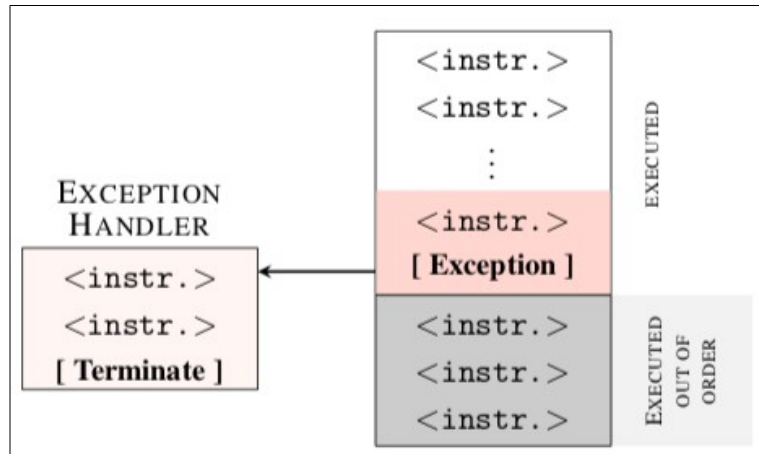 <instr.>
<instr.>
⋮
<instr.>
[ Exception ]
<instr.>
<instr.>
<instr.>
EXECUTED
EXECUTED
OUT OF
ORDER
EXCEPTION
HANDLER
<instr.>
<instr.>
[ Terminate ]